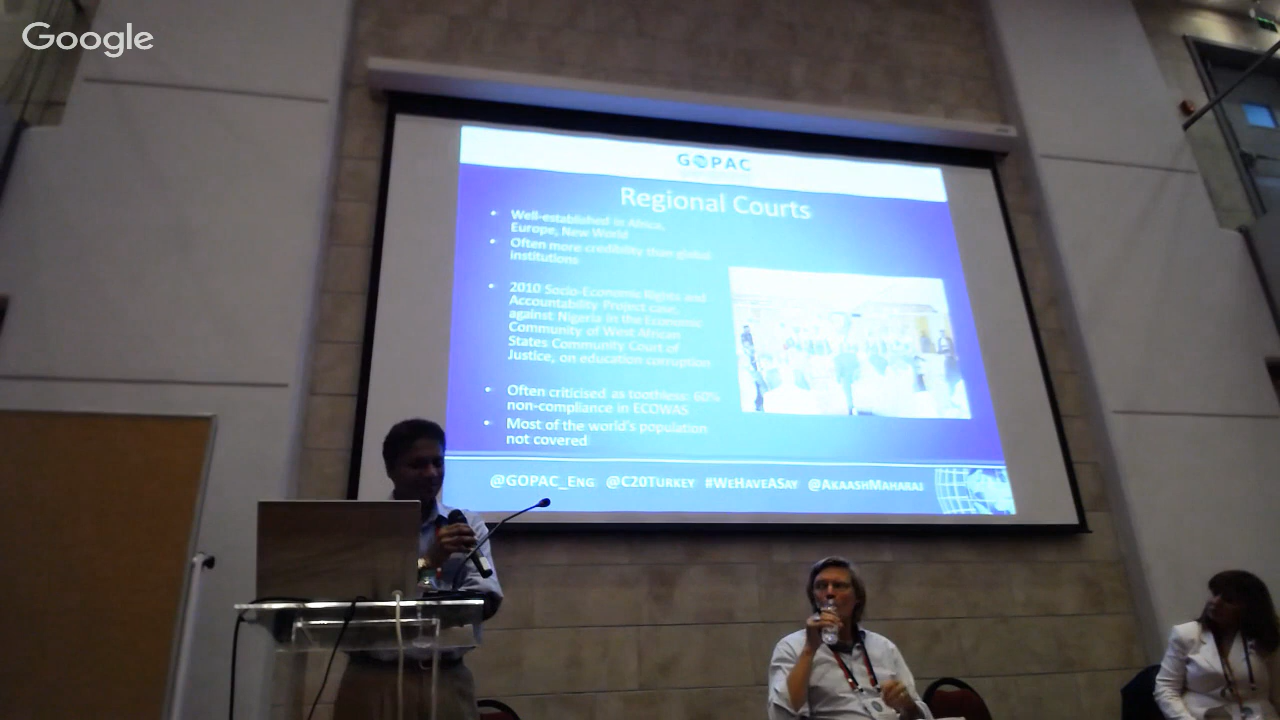 Google
GOPAC
Regional Courts
• Well-established in Africa,
Europe, New World
• Often more credibility than global
institutions
• 2010 Socio-Economic Rights and
Accountability Project case,
against Nigeria in the Economic
Community of West African
States Community Court of
Justice, on education corruption
• Often criticised as toothless: 60%
non-compliance in ECOWAS
• Most of the world's population
not covered
@GOPAC_ENG @C20TURKEY #WEHAVEASAY @AKAASHMAHARAJ